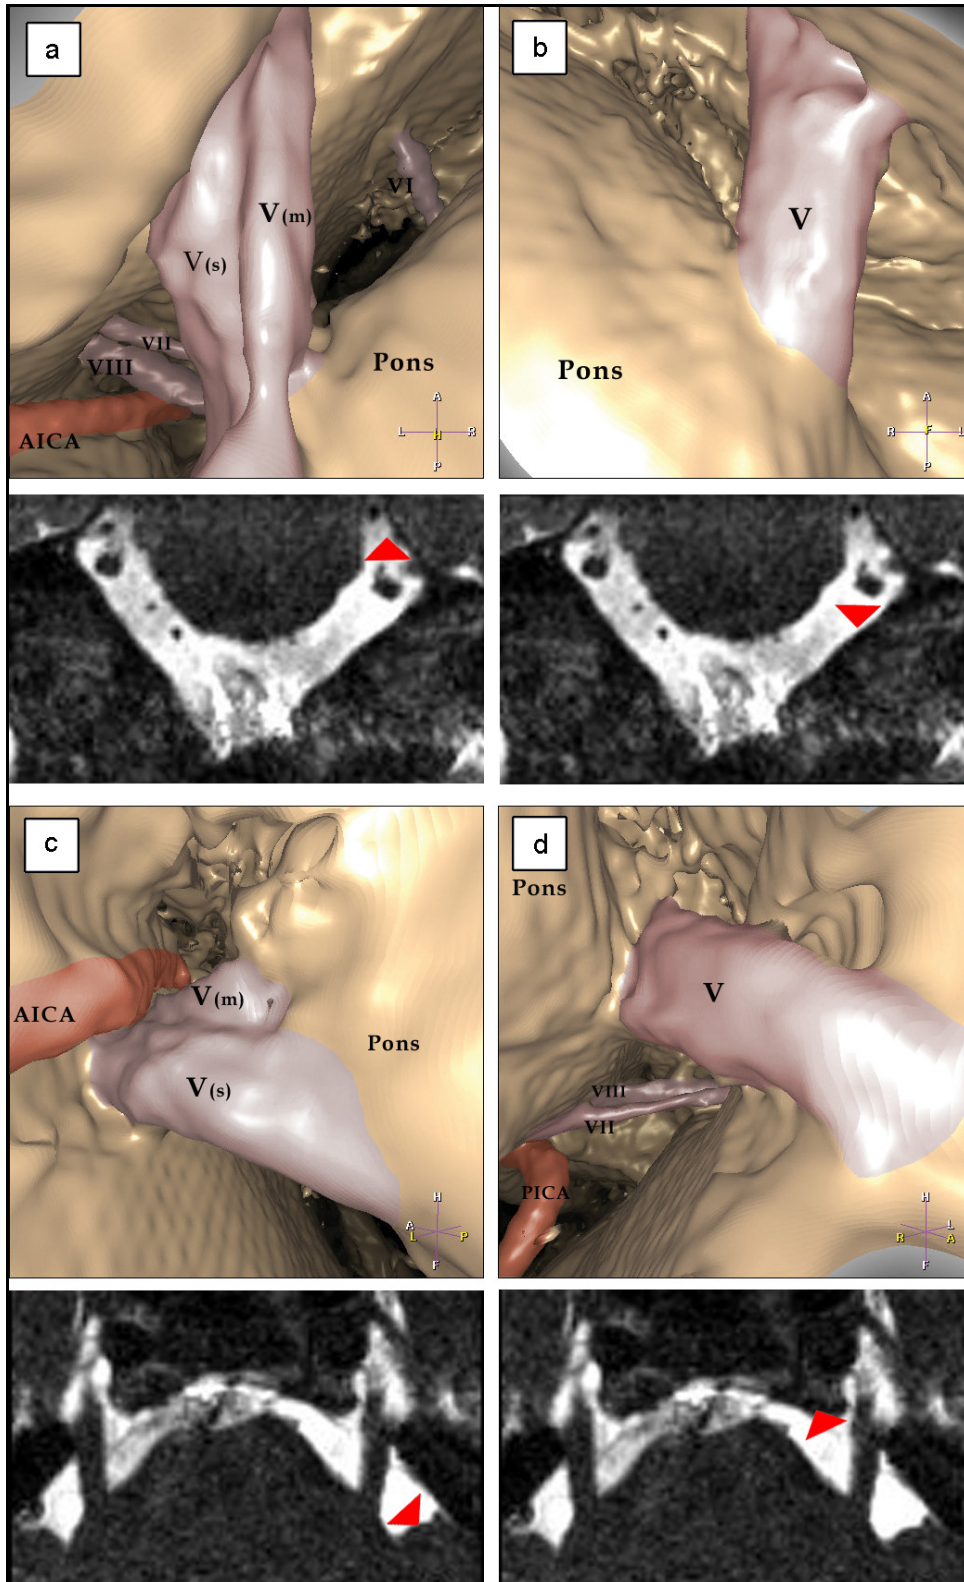 a
V(m)
VI
V(s)
VII
VIII
Pons
AICA
A
L H R
P
b
V
Pons
A
R F L
P
c
V(m)
AICA
Pons
V(s)
H
A
L P
F
d
Pons
V
VIII
VII
PICA
H
L
R A
F